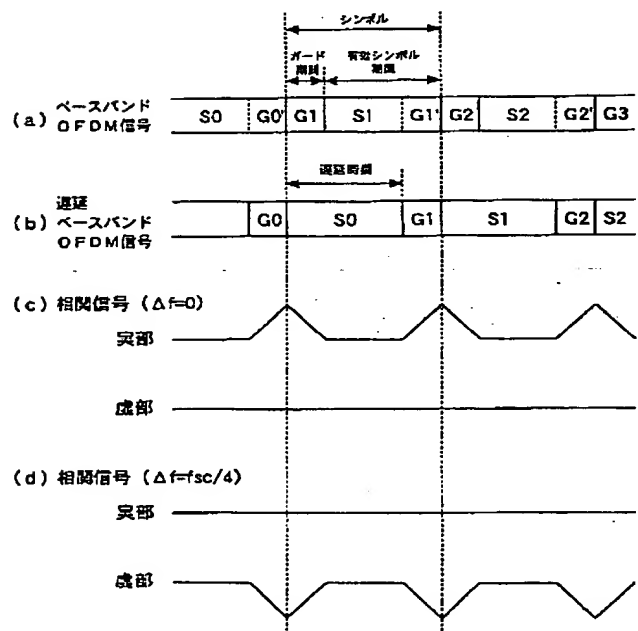 シンボル
ガード 有効シンボル
期間 期間
(a) ベースバンド
OFDM信号
S0 G0' G1 S1 G1' G2 S2 G2' G3
遅延時間
(b) 遅延
ベースバンド
OFDM信号
G0 S0 G1 S1 G2 S2
(c) 相関信号 (Δf=0)
実部
虚部
(d) 相関信号 (Δf=fsc/4)
実部
虚部